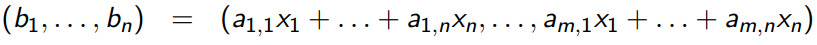 (b₁, . . . , bₙ) = (a₁,₁x₁ + . . . + a₁,ₙxₙ, . . . , aₘ,₁x₁ + . . . + aₘ,ₙxₙ)